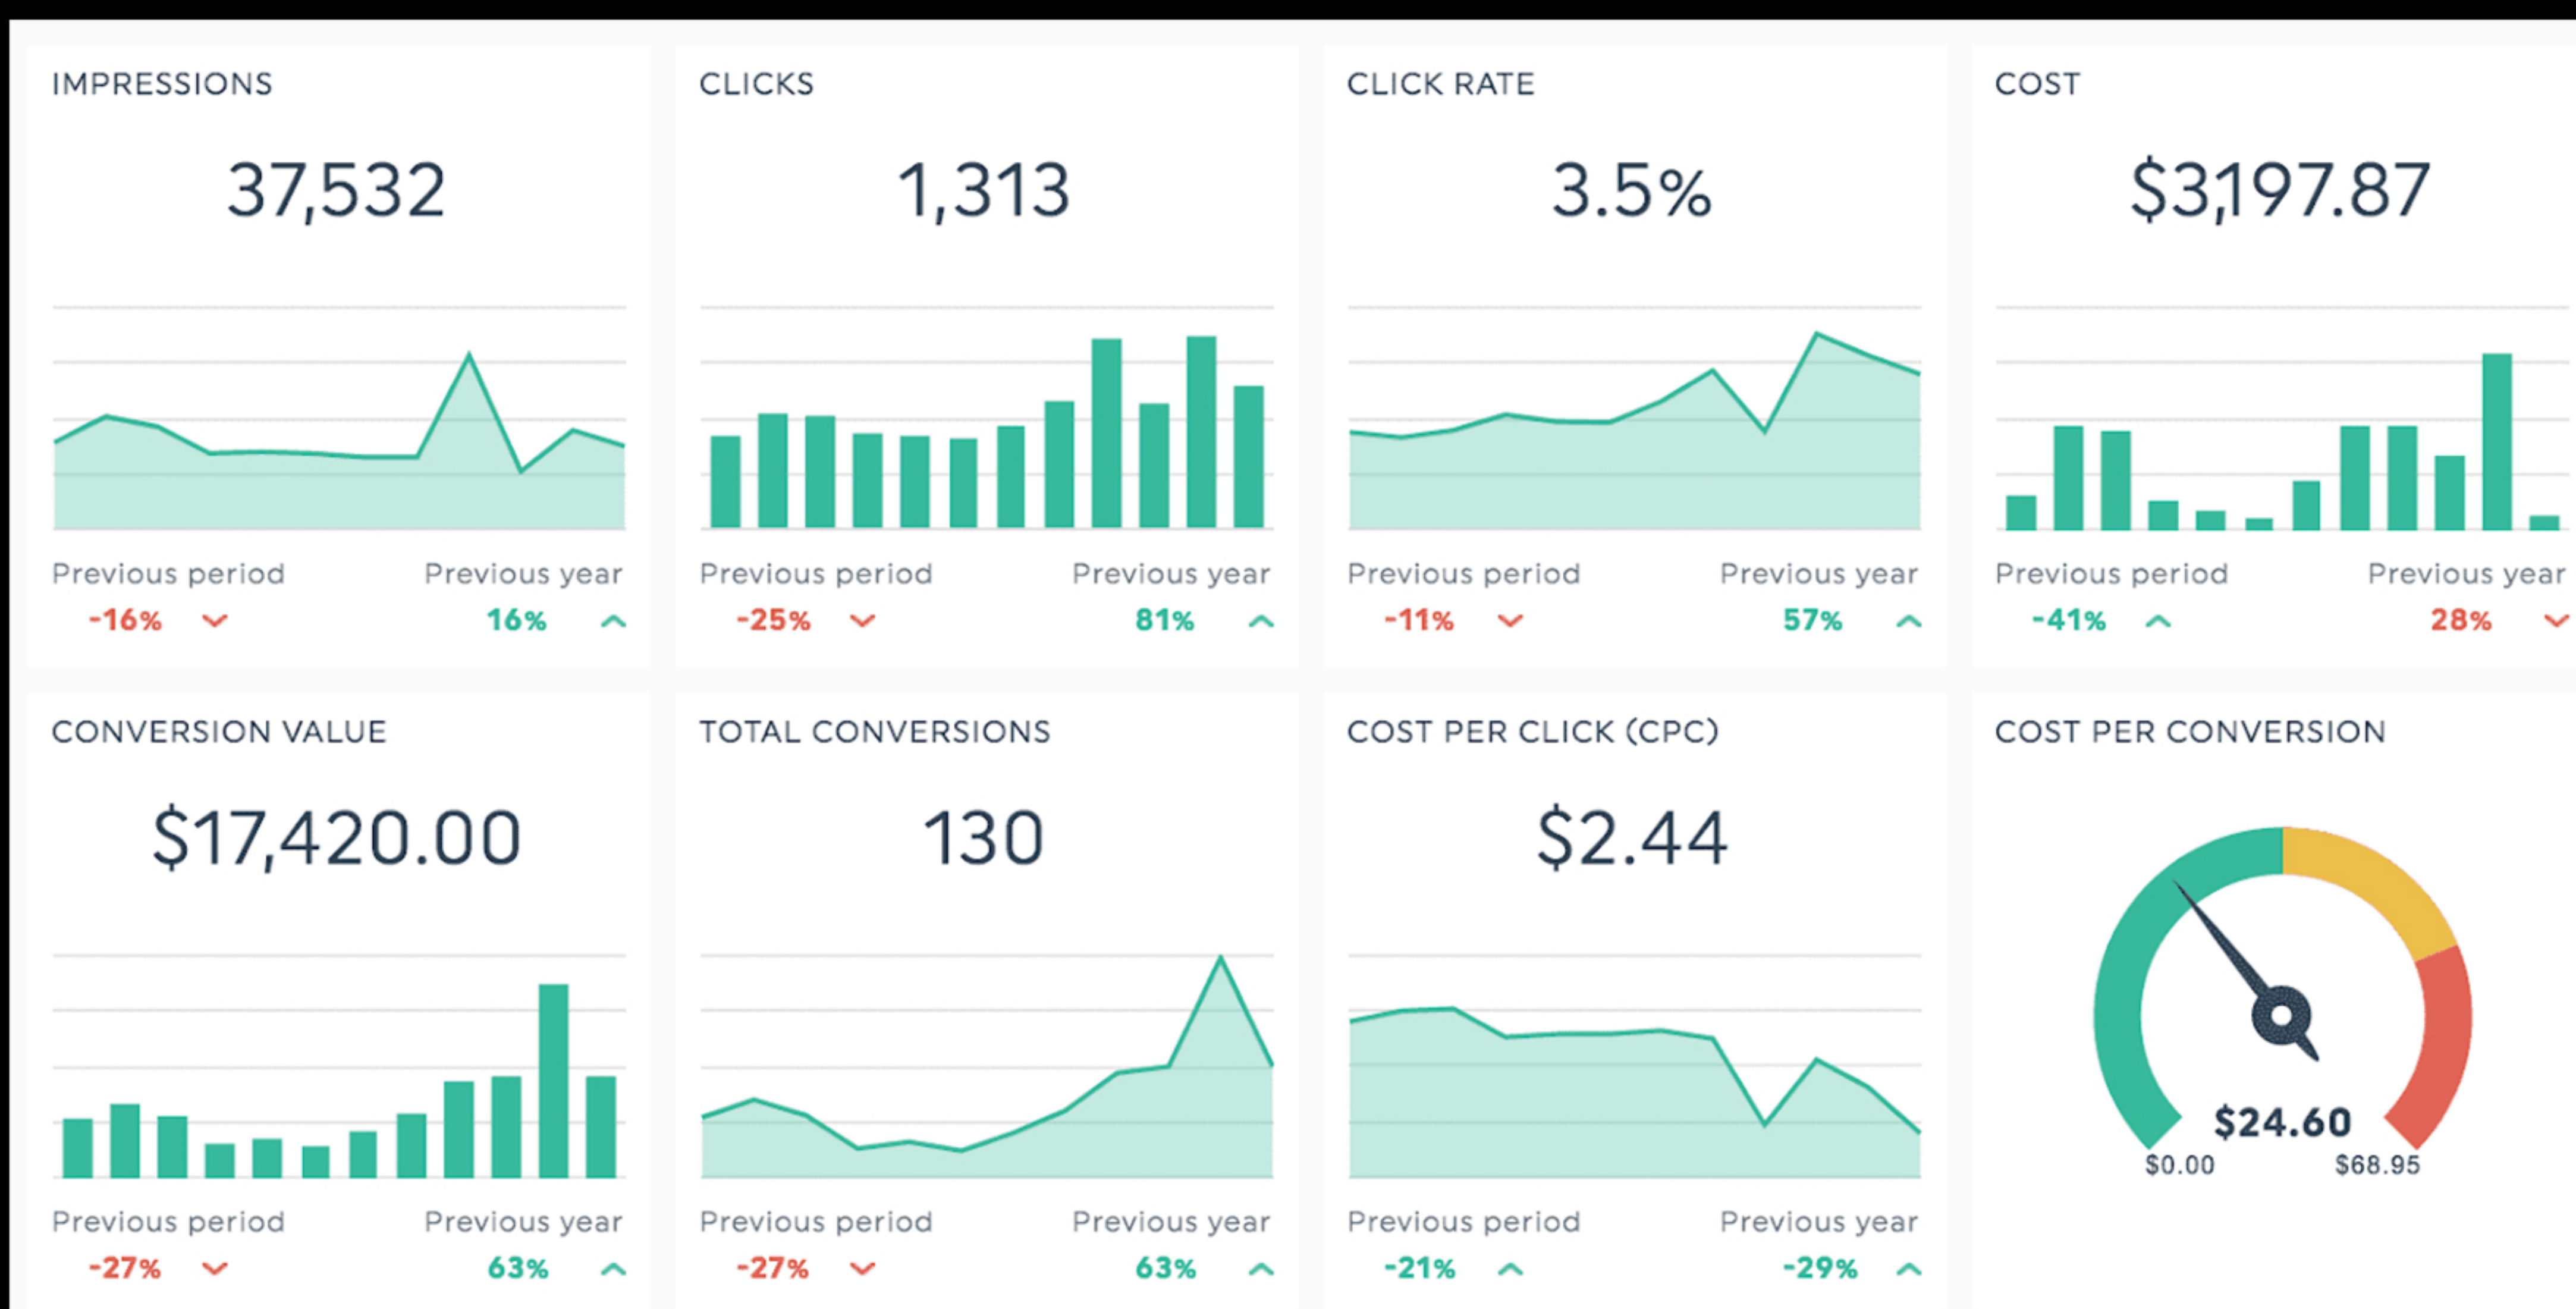 IMPRESSIONS
37,532
Previous period Previous year
-16% 16%
CLICKS
1,313
Previous period Previous year
-25% 81%
CLICK RATE
3.5%
Previous period Previous year
-11% 57%
COST
$3,197.87
Previous period Previous year
-41% 28%
CONVERSION VALUE
$17,420.00
Previous period Previous year
-27% 63%
TOTAL CONVERSIONS
130
Previous period Previous year
-27% 63%
COST PER CLICK (CPC)
$2.44
Previous period Previous year
-21% -29%
COST PER CONVERSION
$24.60
$0.00 $68.95